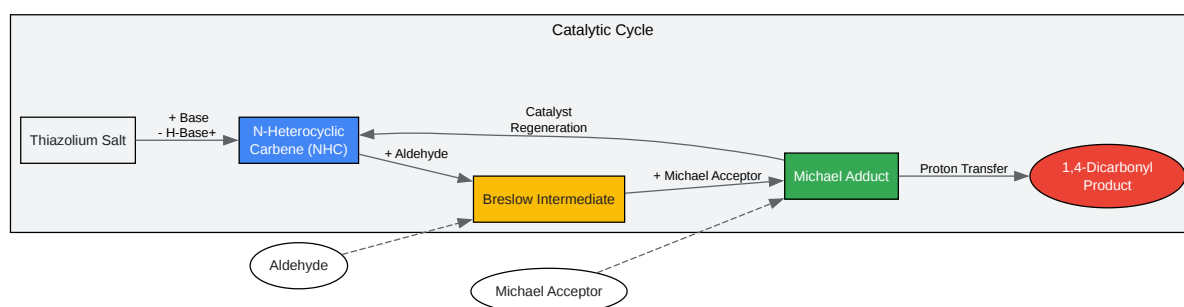 Catalytic Cycle
Thiazolium Salt
+ Base
- H-Base+
N-Heterocyclic
Carbene (NHC)
Catalyst
Regeneration
+ Aldehyde
Breslow Intermediate
+ Michael Acceptor
Michael Adduct
Proton Transfer
1,4-Dicarbonyl
Product
Aldehyde
Michael Acceptor